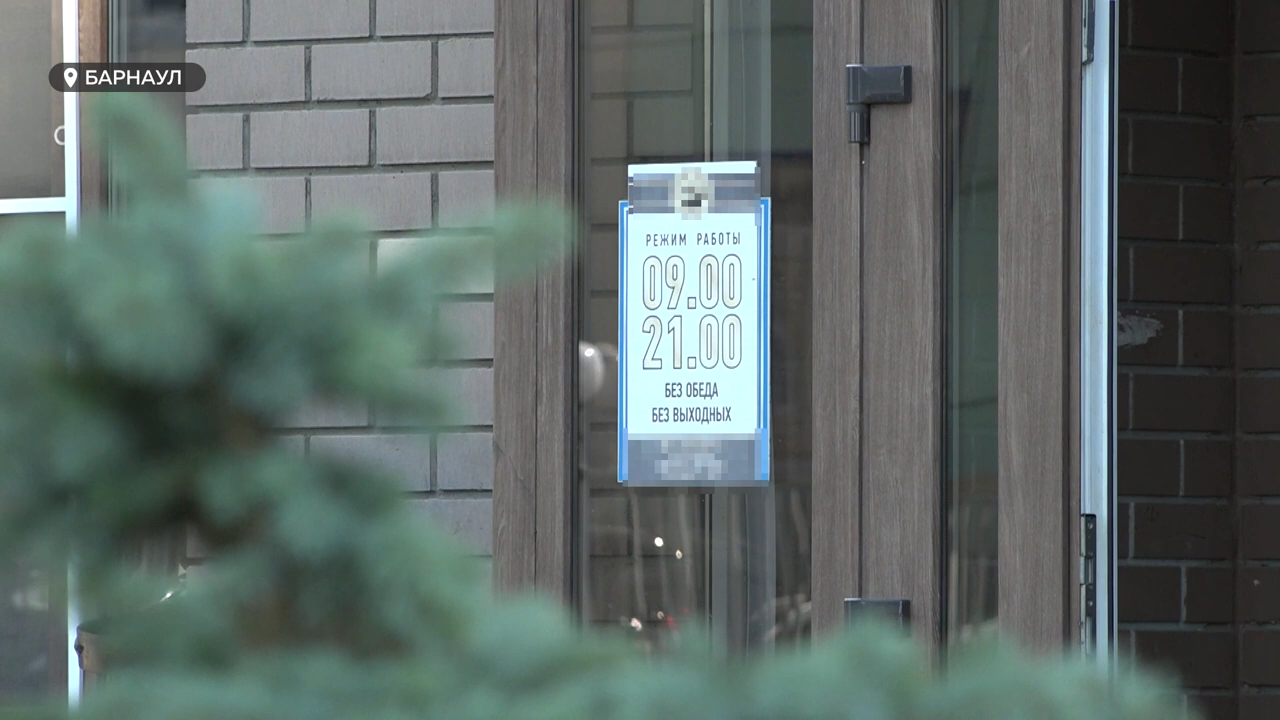 БАРНАУЛ
РЕЖИМ РАБОТЫ
09.00
21.00
БЕЗ ОБЕДА
БЕЗ ВЫХОДНЫХ